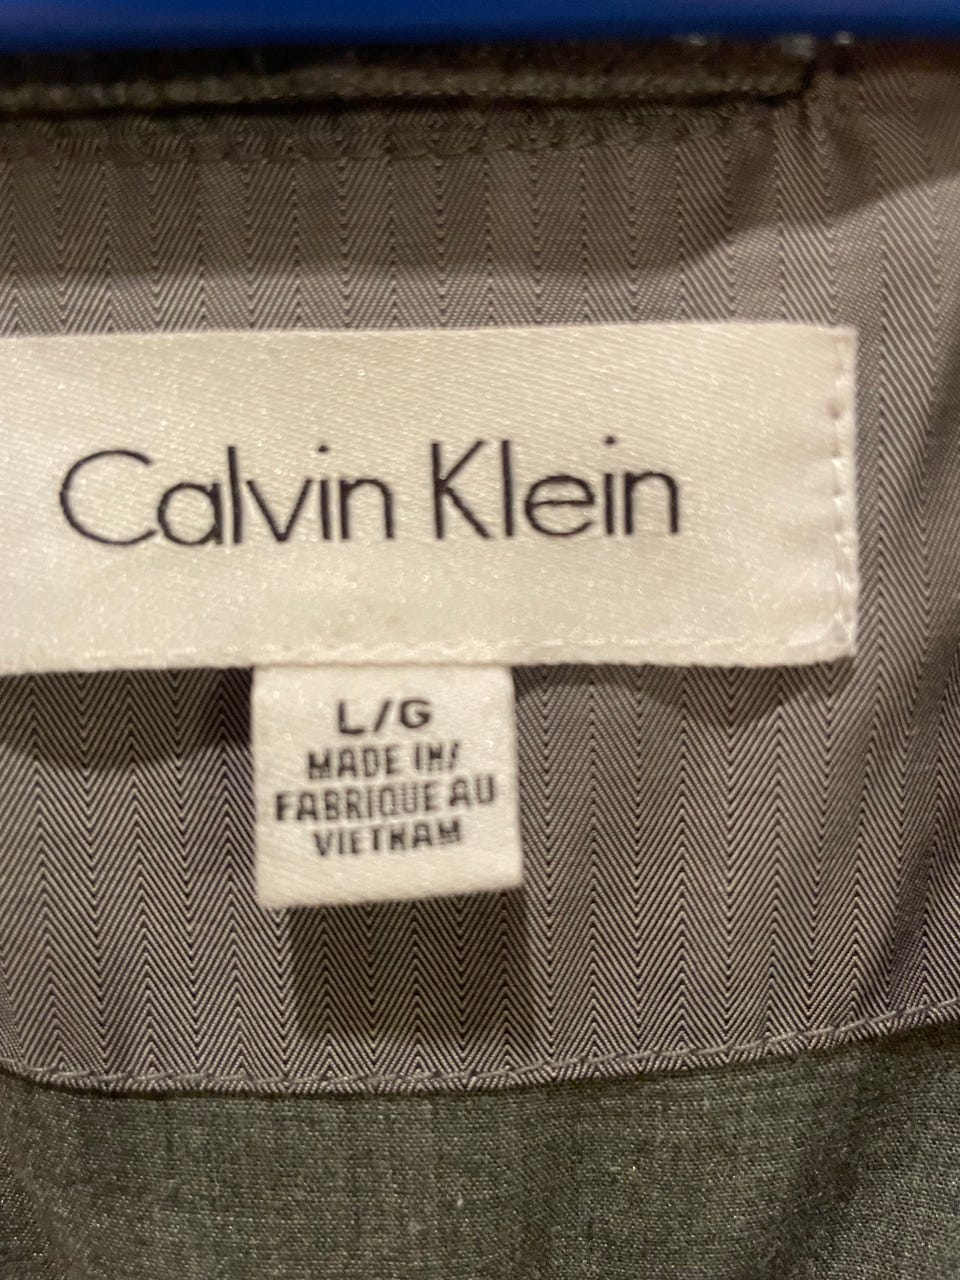 Calvin Klein
L/G
MADE IN/
FABRIQUE AU
VIETNAM